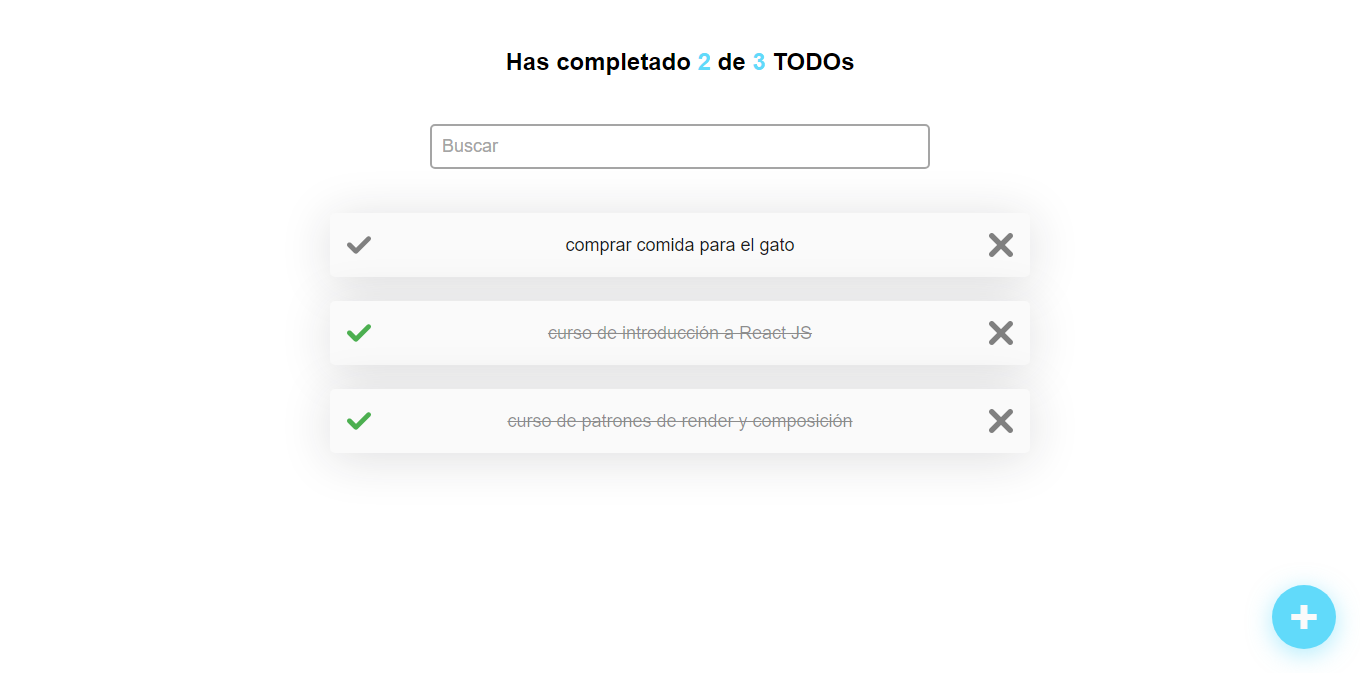 Has completado 2 de 3 TODOs
Buscar
comprar comida para el gato
curso de introducción a React JS
curso de patrones de render y composición